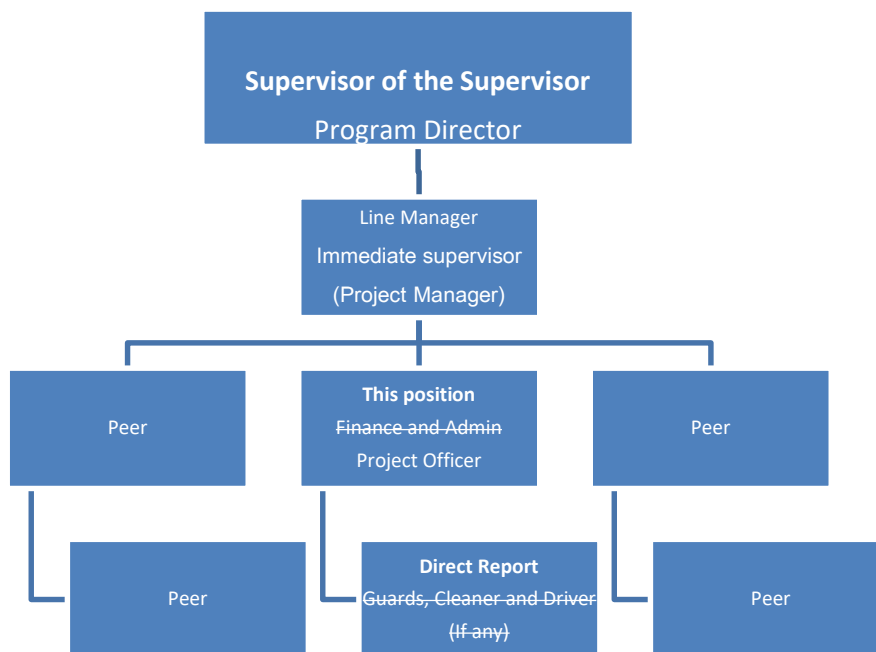 Supervisor of the Supervisor
Program Director
Line Manager
Immediate supervisor
(Project Manager)
Peer
This position
Finance and Admin
Project Officer
Peer
Peer
Direct Report
Guards, Cleaner and Driver
(If any)
Peer